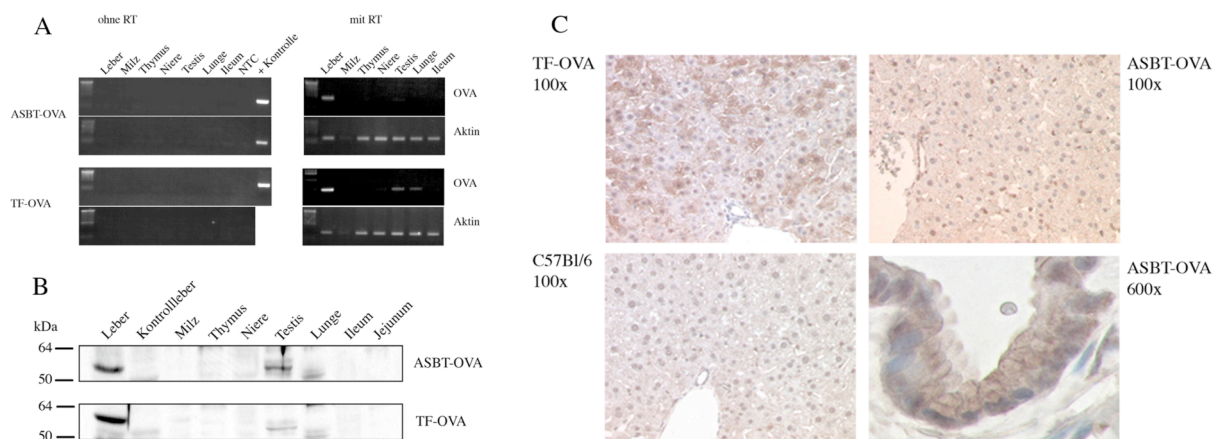 A
ohne RT
mit RT
Leber
Milz
Thymus
Niere
Testis
Lunge
Ileum
NTC
+ Kontrolle
Leber
Milz
Thymus
Niere
Testis
Lunge
Ileum
ASBT-OVA
OVA
Aktin
TF-OVA
OVA
Aktin
B
kDa
Leber
Kontrollleber
Milz
Thymus
Niere
Testis
Lunge
Ileum
Jejunum
64
50
ASBT-OVA
64
50
TF-OVA
C
TF-OVA
100x
ASBT-OVA
100x
C57Bl/6
100x
ASBT-OVA
600x